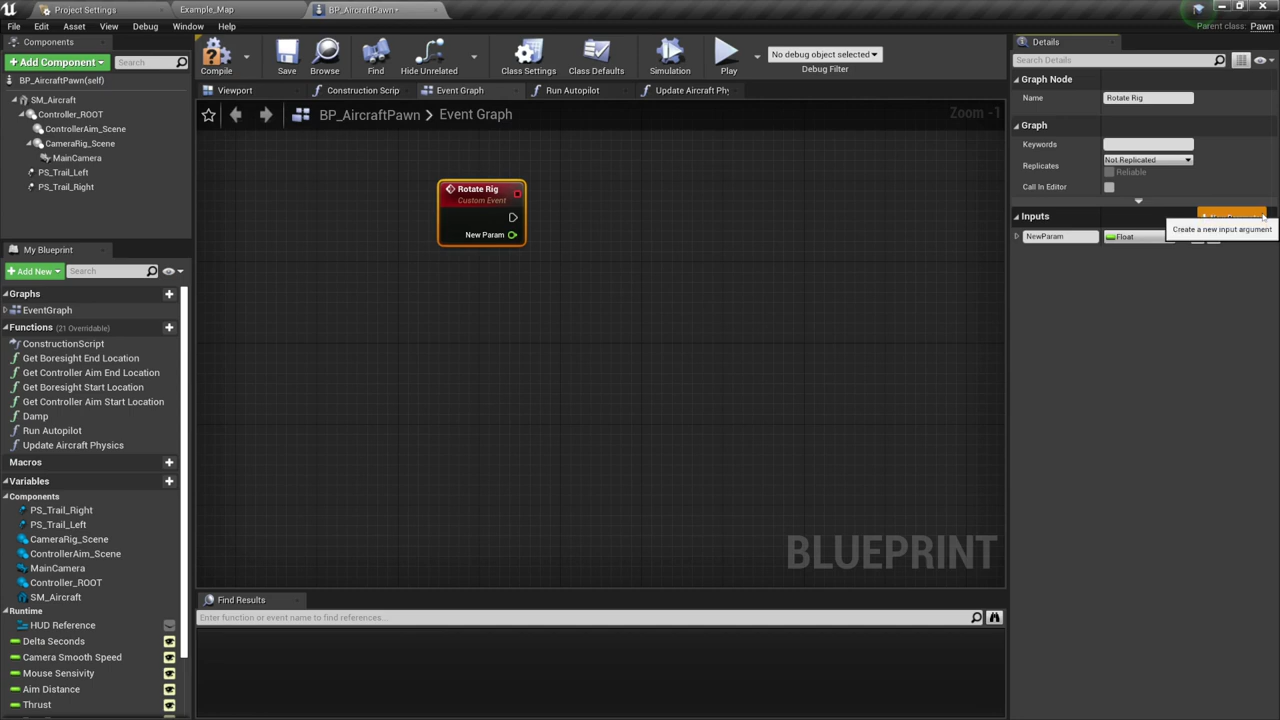 Project Settings
Example_Map
BP_AircraftPawn*
Parent class: Pawn
File Edit Asset View Debug Window Help
Components
Add Component
Search
BP_AircraftPawn(self)
SM_Aircraft
Controller_ROOT
ControllerAim_Scene
CameraRig_Scene
MainCamera
PS_Trail_Left
PS_Trail_Right
My Blueprint
Add New
Search
Graphs
EventGraph
Functions (21 Overridable)
ConstructionScript
Get Boresight End Location
Get Controller Aim End Location
Get Boresight Start Location
Get Controller Aim Start Location
Damp
Run Autopilot
Update Aircraft Physics
Macros
Variables
Components
PS_Trail_Right
PS_Trail_Left
CameraRig_Scene
ControllerAim_Scene
MainCamera
Controller_ROOT
SM_Aircraft
Runtime
HUD Reference
Delta Seconds
Camera Smooth Speed
Mouse Sensivity
Aim Distance
Thrust
Compile
Save
Browse
Find
Hide Unrelated
Class Settings
Class Defaults
Simulation
Play
No debug object selected
Debug Filter
Viewport
Construction Scrip
Event Graph
Run Autopilot
Update Aircraft Phy
BP_AircraftPawn > Event Graph
Zoom -1
Rotate Rig
Custom Event
New Param
BLUEPRINT
Find Results
Enter function or event name to find references...
Details
Search Details
Graph Node
Name Rotate Rig
Graph
Keywords
Replicates Not Replicated
Reliable
Call In Editor
Inputs
Create a new input argument
NewParam Float